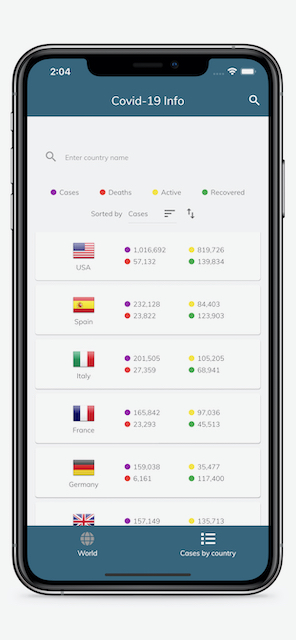 2:04
Covid-19 Info
Enter country name
Cases Deaths Active Recovered
Sorted by Cases
1,016,692 819,726
57,132 139,834
USA
232,128 84,403
23,822 123,903
Spain
201,505 105,205
27,359 68,941
Italy
165,842 97,036
23,293 45,513
France
159,038 35,477
6,161 117,400
Germany
157,149 135,713
World Cases by country